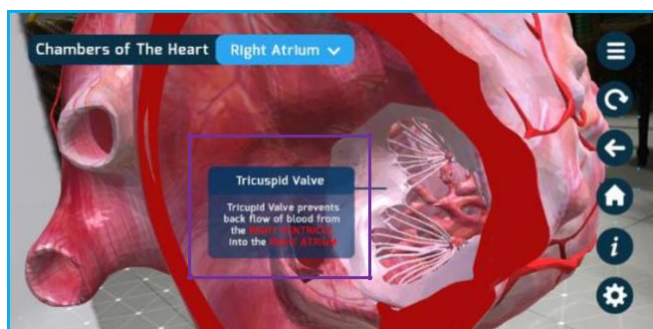 Chambers of The Heart
Right Atrium
Tricuspid Valve
Tricupid Valve prevents
back flow of blood from
the RIGHT VENTRICLE
into the RIGHT ATRIUM
i